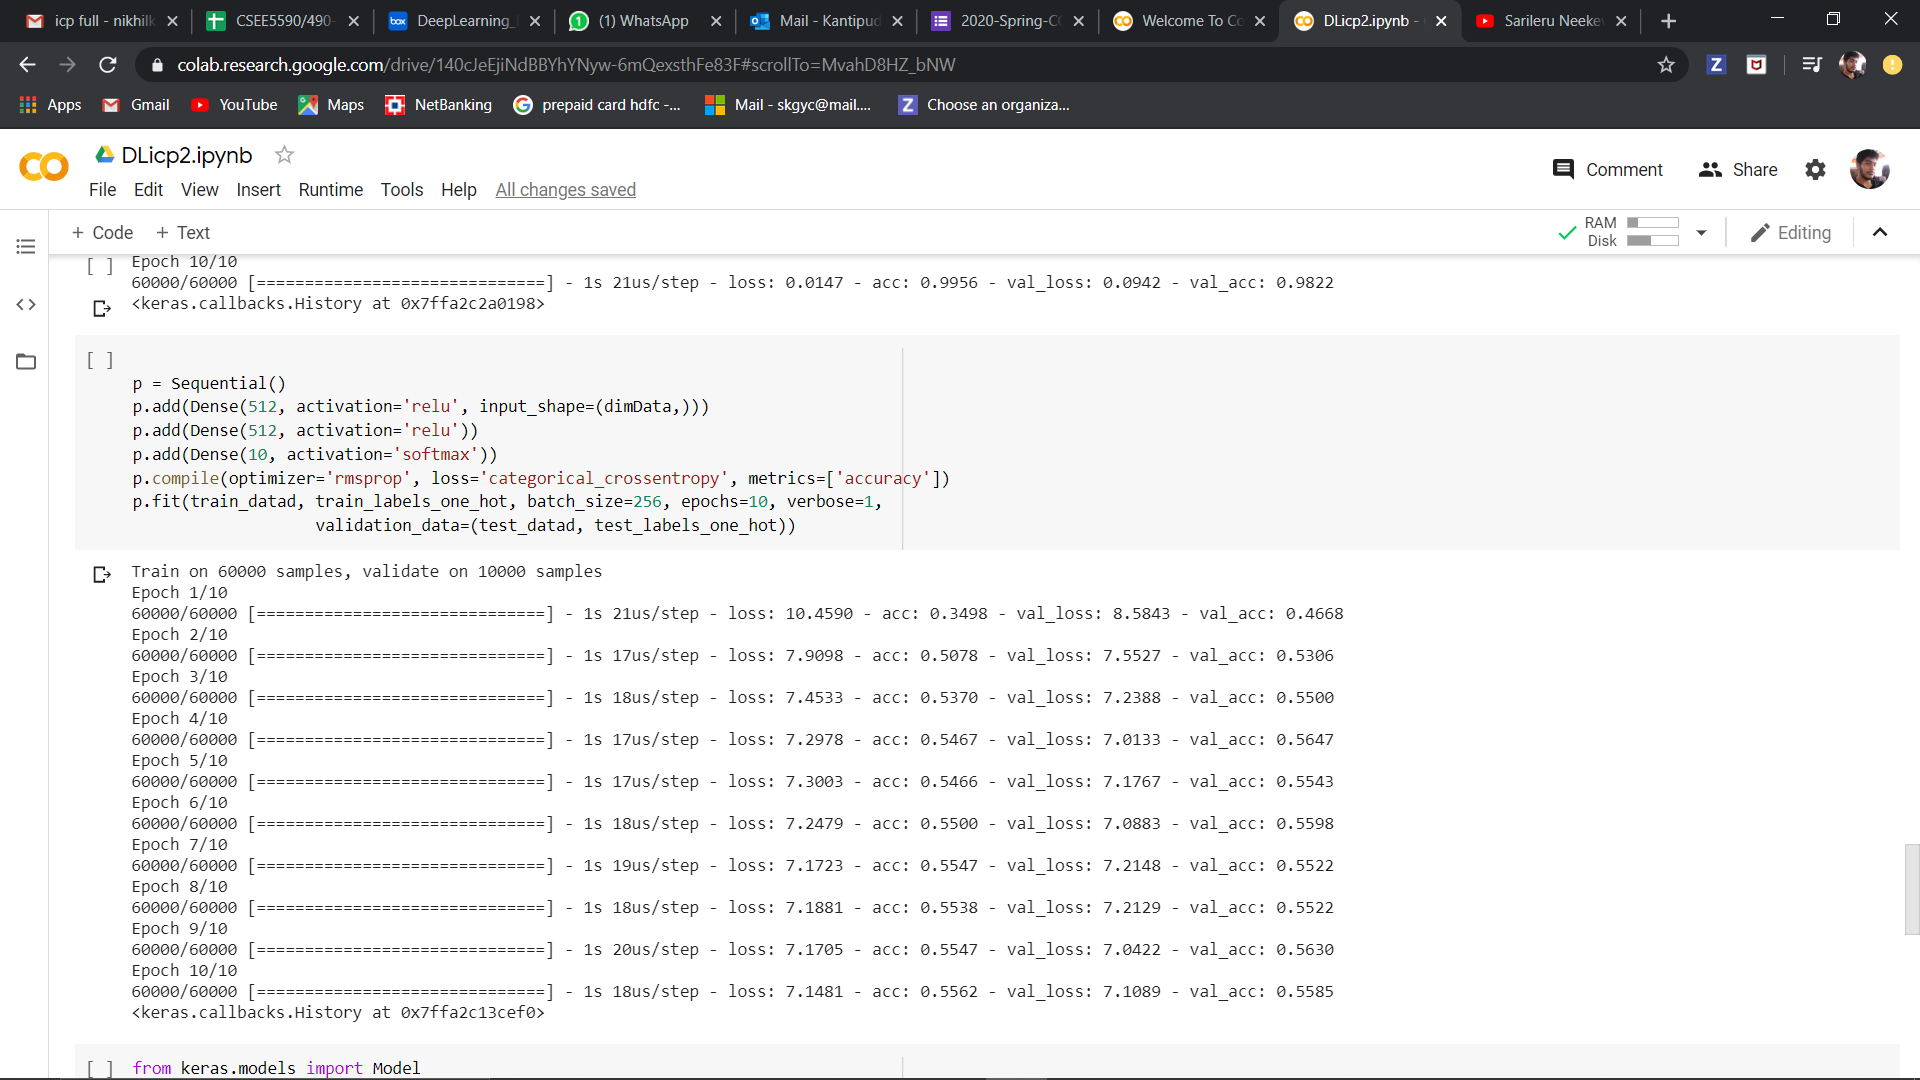 icp full - nikhilk
CSEE5590/490-
box DeepLearning_
(1) WhatsApp
Mail - Kantipud
2020-Spring-C
Welcome To Co
DLicp2.ipynb -
Sarileru Neekev
colab.research.google.com/drive/140cJeEjiNdBBYhYNyw-6mQexsthFe83F#scrollTo=MvahD8HZ_bNW
Apps Gmail YouTube Maps NetBanking prepaid card hdfc -... Mail - skgyc@mail.... Choose an organiza...
DLicp2.ipynb
Comment Share
File Edit View Insert Runtime Tools Help All changes saved
+ Code + Text
RAM
Disk
Editing
[ ] Epoch 10/10
60000/60000 [==============================] - 1s 21us/step - loss: 0.0147 - acc: 0.9956 - val_loss: 0.0942 - val_acc: 0.9822
<keras.callbacks.History at 0x7ffa2c2a0198>
[ ]
p = Sequential()
p.add(Dense(512, activation='relu', input_shape=(dimData,)))
p.add(Dense(512, activation='relu'))
p.add(Dense(10, activation='softmax'))
p.compile(optimizer='rmsprop', loss='categorical_crossentropy', metrics=['accuracy'])
p.fit(train_datad, train_labels_one_hot, batch_size=256, epochs=10, verbose=1,
validation_data=(test_datad, test_labels_one_hot))
Train on 60000 samples, validate on 10000 samples
Epoch 1/10
60000/60000 [==============================] - 1s 21us/step - loss: 10.4590 - acc: 0.3498 - val_loss: 8.5843 - val_acc: 0.4668
Epoch 2/10
60000/60000 [==============================] - 1s 17us/step - loss: 7.9098 - acc: 0.5078 - val_loss: 7.5527 - val_acc: 0.5306
Epoch 3/10
60000/60000 [==============================] - 1s 18us/step - loss: 7.4533 - acc: 0.5370 - val_loss: 7.2388 - val_acc: 0.5500
Epoch 4/10
60000/60000 [==============================] - 1s 17us/step - loss: 7.2978 - acc: 0.5467 - val_loss: 7.0133 - val_acc: 0.5647
Epoch 5/10
60000/60000 [==============================] - 1s 17us/step - loss: 7.3003 - acc: 0.5466 - val_loss: 7.1767 - val_acc: 0.5543
Epoch 6/10
60000/60000 [==============================] - 1s 18us/step - loss: 7.2479 - acc: 0.5500 - val_loss: 7.0883 - val_acc: 0.5598
Epoch 7/10
60000/60000 [==============================] - 1s 19us/step - loss: 7.1723 - acc: 0.5547 - val_loss: 7.2148 - val_acc: 0.5522
Epoch 8/10
60000/60000 [==============================] - 1s 18us/step - loss: 7.1881 - acc: 0.5538 - val_loss: 7.2129 - val_acc: 0.5522
Epoch 9/10
60000/60000 [==============================] - 1s 20us/step - loss: 7.1705 - acc: 0.5547 - val_loss: 7.0422 - val_acc: 0.5630
Epoch 10/10
60000/60000 [==============================] - 1s 18us/step - loss: 7.1481 - acc: 0.5562 - val_loss: 7.1089 - val_acc: 0.5585
<keras.callbacks.History at 0x7ffa2c13cef0>
[ ] from keras.models import Model